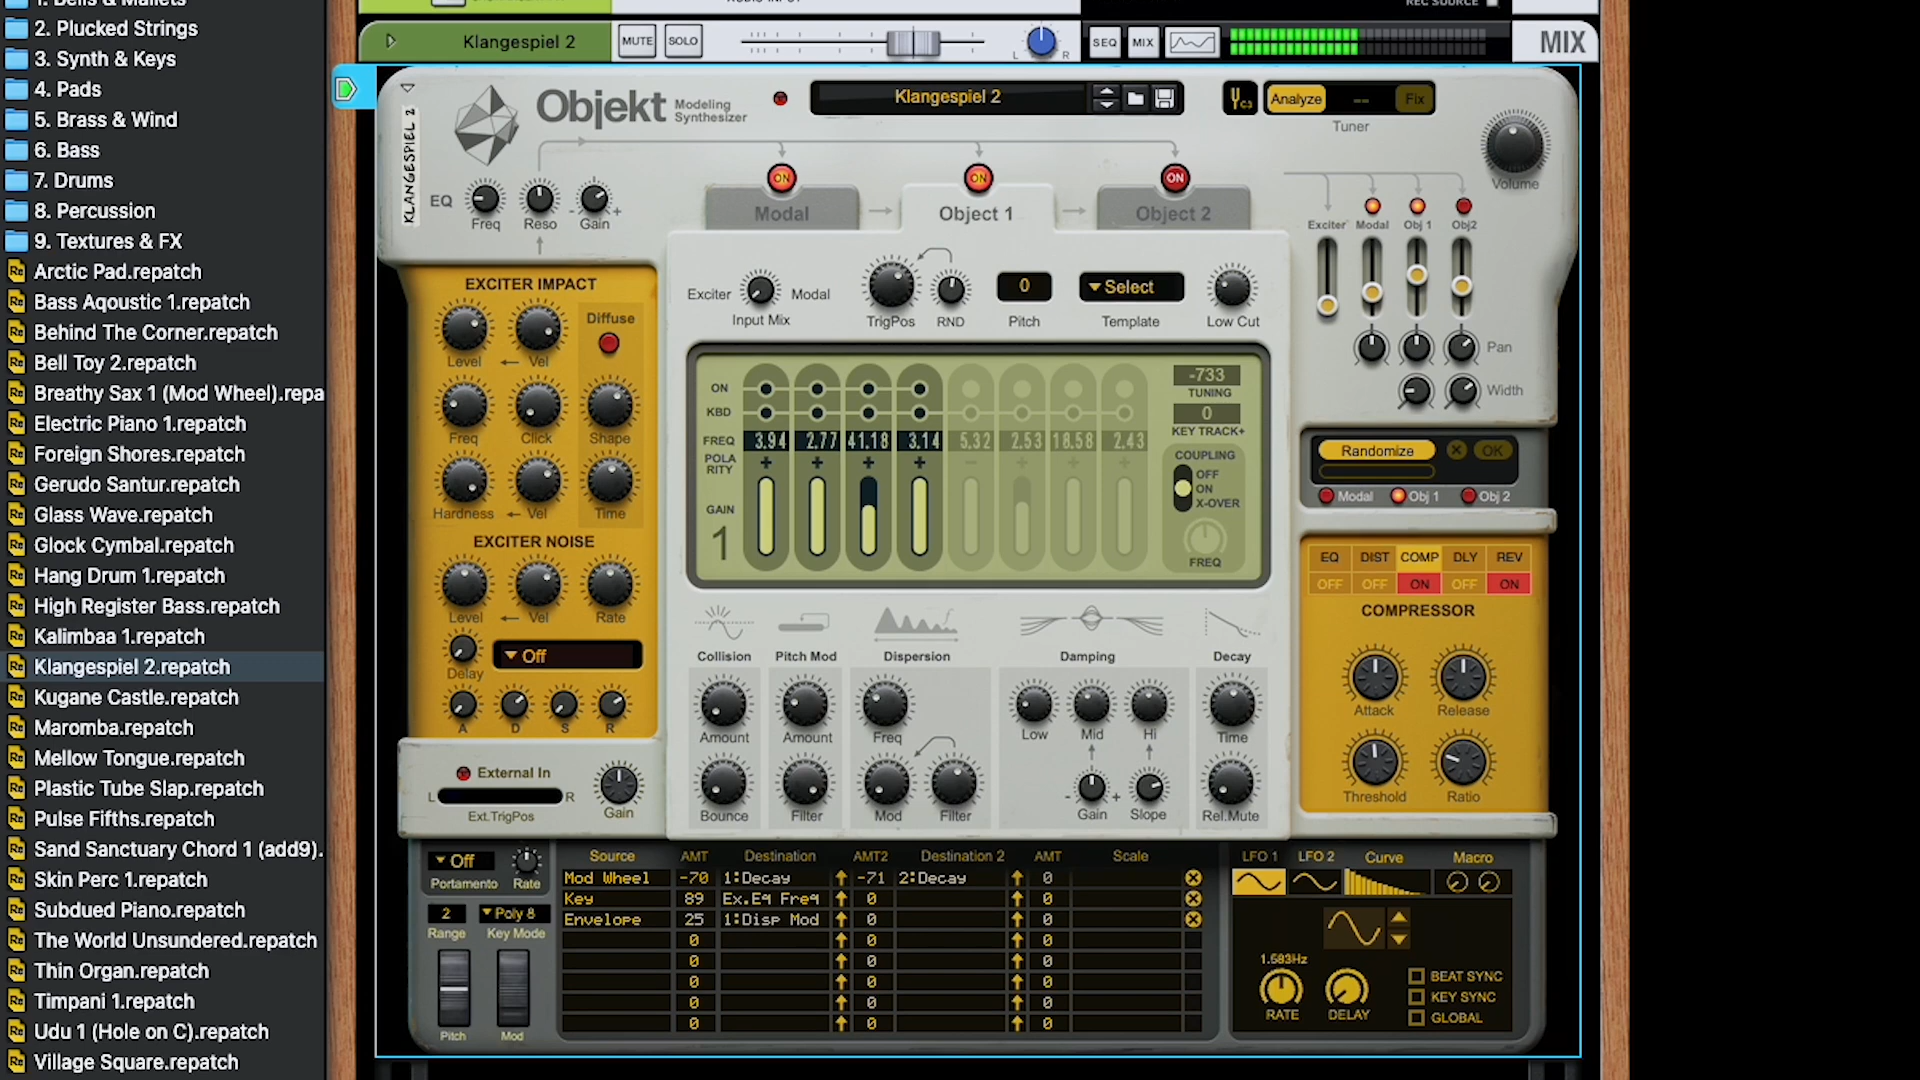 1. Bells & Mallets
2. Plucked Strings
3. Synth & Keys
4. Pads
5. Brass & Wind
6. Bass
7. Drums
8. Percussion
9. Textures & FX
Arctic Pad.repatch
Bass Aqoustic 1.repatch
Behind The Corner.repatch
Bell Toy 2.repatch
Breathy Sax 1 (Mod Wheel).repa
Electric Piano 1.repatch
Foreign Shores.repatch
Gerudo Santur.repatch
Glass Wave.repatch
Glock Cymbal.repatch
Hang Drum 1.repatch
High Register Bass.repatch
Kalimbaa 1.repatch
Klangespiel 2.repatch
Kugane Castle.repatch
Maromba.repatch
Mellow Tongue.repatch
Plastic Tube Slap.repatch
Pulse Fifths.repatch
Sand Sanctuary Chord 1 (add9).
Skin Perc 1.repatch
Subdued Piano.repatch
The World Unsundered.repatch
Thin Organ.repatch
Timpani 1.repatch
Udu 1 (Hole on C).repatch
Village Square.repatch
AUDIO INPUT
REC SOURCE
Klangespiel 2
MUTE SOLO
L R
SEQ MIX
MIX
KLANGESPIEL 2
Objekt Modeling Synthesizer
Klangespiel 2
C3 Analyze -- Fix
Tuner
Volume
EQ Freq Reso - Gain +
ON ON ON
Modal Object 1 Object 2
Exciter Modal Obj 1 Obj2
Pan
Width
EXCITER IMPACT
Diffuse
Level ← Vel
Freq Click Shape
Hardness ← Vel Time
EXCITER NOISE
Level ← Vel Rate
Delay Off
A D S R
External In
L R
Ext.TrigPos Gain
Exciter Modal
Input Mix TrigPos RND
0
Pitch
Select
Template
Low Cut
ON
KBD
FREQ 3.94 2.77 41.18 3.14 5.32 2.53 18.58 2.43
POLARITY + + + + - + + +
GAIN
1
-733
TUNING
0
KEY TRACK+
COUPLING
OFF
ON
X-OVER
FREQ
Collision Pitch Mod Dispersion Damping Decay
Amount Amount Freq Low Mid Hi Time
Bounce Filter Mod Filter - Gain + Slope Rel.Mute
Randomize X OK
Modal Obj 1 Obj 2
EQ DIST COMP DLY REV
OFF OFF ON OFF ON
COMPRESSOR
Attack Release
Threshold Ratio
Off
Portamento Rate
2 Poly 8
Range Key Mode
Pitch Mod
Source AMT Destination AMT2 Destination 2 AMT Scale
Mod Wheel -70 1:Decay -71 2:Decay 0
Key 89 Ex.Eq Freq 0 0
Envelope 25 1:Disp Mod 0 0
0 0 0
0 0 0
0 0 0
0 0 0
0 0 0
LFO 1 LFO 2 Curve Macro
1.583Hz
RATE DELAY
BEAT SYNC
KEY SYNC
GLOBAL